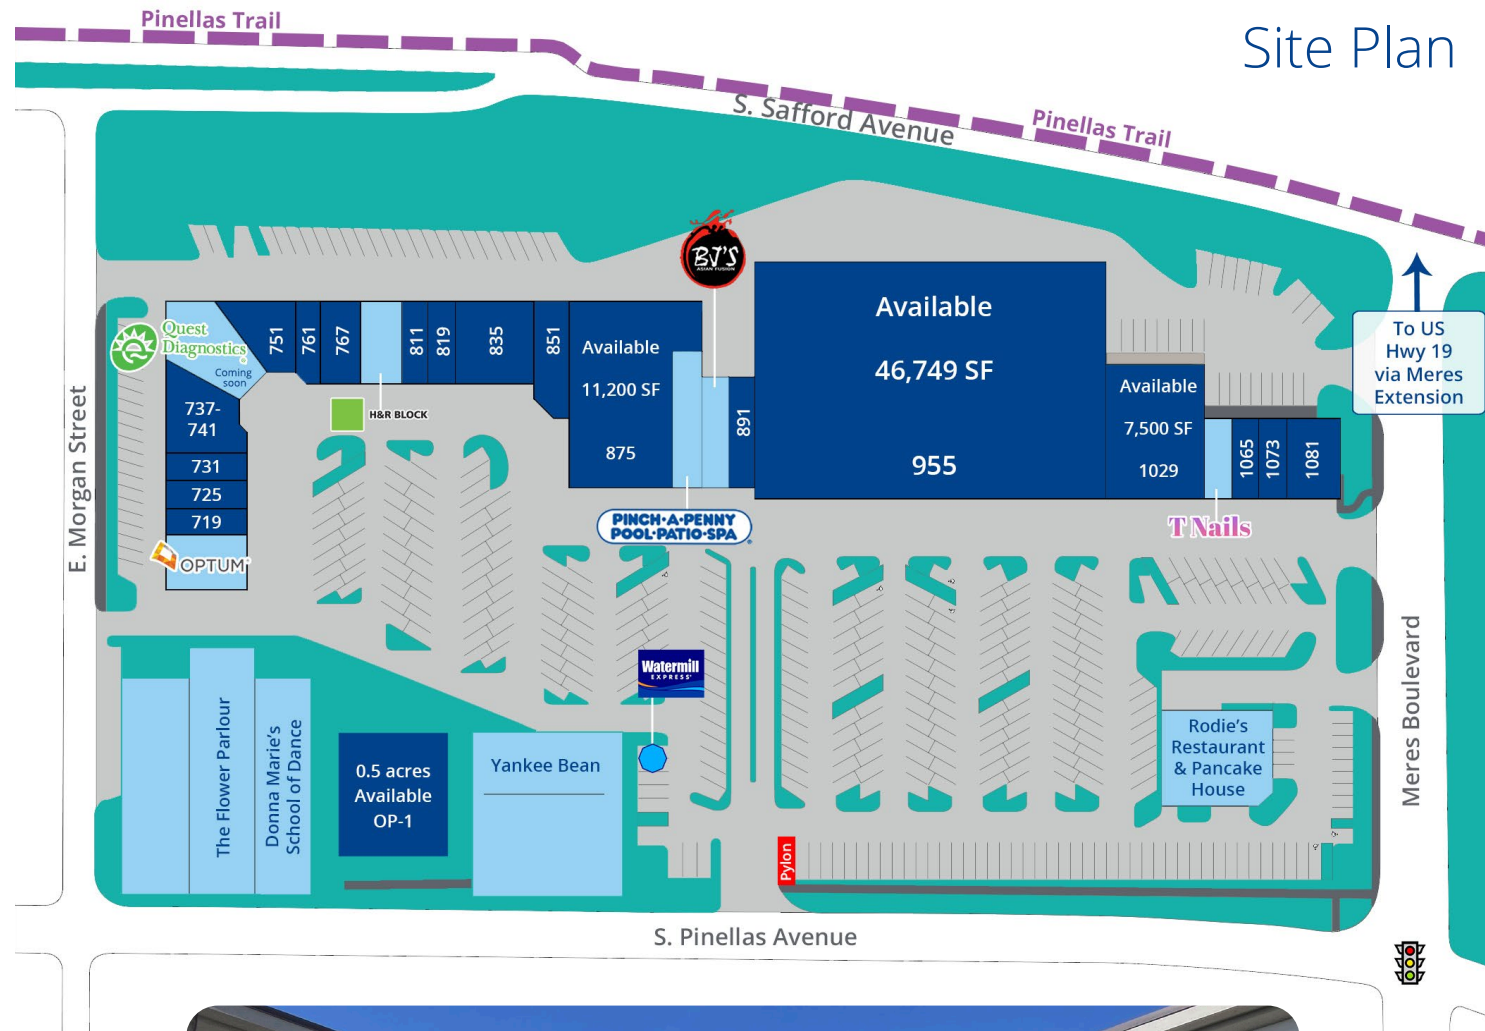 Pinellas Trail
Site Plan
S. Safford Avenue
Pinellas Trail
BJ'S
ASIAN FUSION
To US
Hwy 19
via Meres
Extension
Quest
Diagnostics
Coming
soon
751
761
767
811
819
835
851
Available
11,200 SF
875
891
Available
46,749 SF
955
Available
7,500 SF
1029
1065
1073
1081
H&R BLOCK
737-
741
731
725
719
OPTUM
E. Morgan Street
PINCH·A·PENNY
POOL·PATIO·SPA
T Nails
Watermill
EXPRESS
The Flower Parlour
Donna Marie's
School of Dance
0.5 acres
Available
OP-1
Yankee Bean
Rodie's
Restaurant
& Pancake
House
Meres Boulevard
Pylon
S. Pinellas Avenue